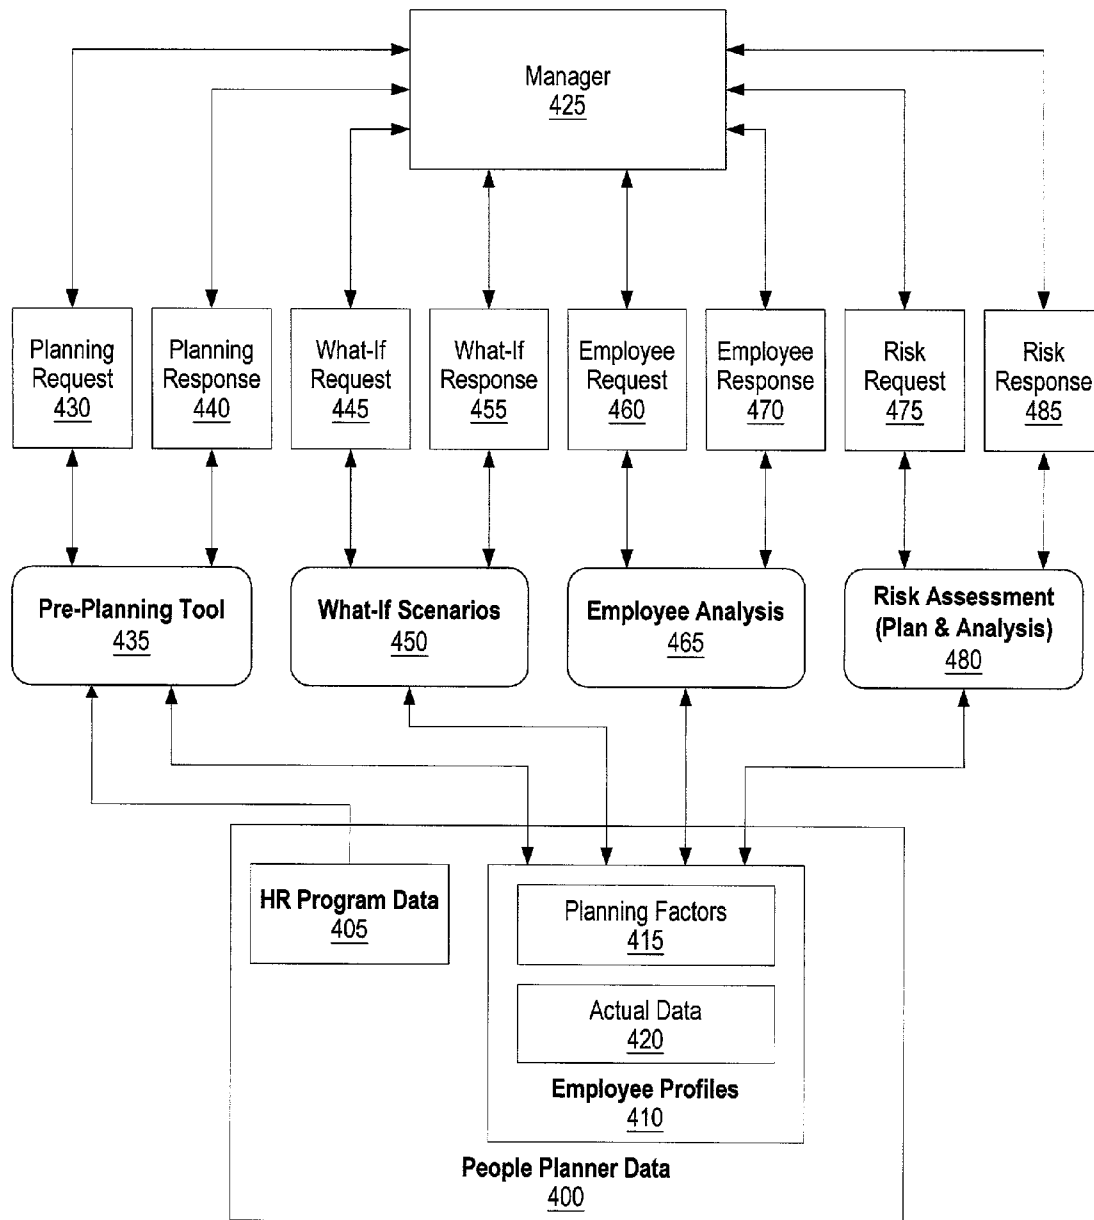 Manager
425
Planning
Request
430
Planning
Response
440
What-If
Request
445
What-If
Response
455
Employee
Request
460
Employee
Response
470
Risk
Request
475
Risk
Response
485
Pre-Planning Tool
435
What-If Scenarios
450
Employee Analysis
465
Risk Assessment
(Plan & Analysis)
480
HR Program Data
405
Planning Factors
415
Actual Data
420
Employee Profiles
410
People Planner Data
400